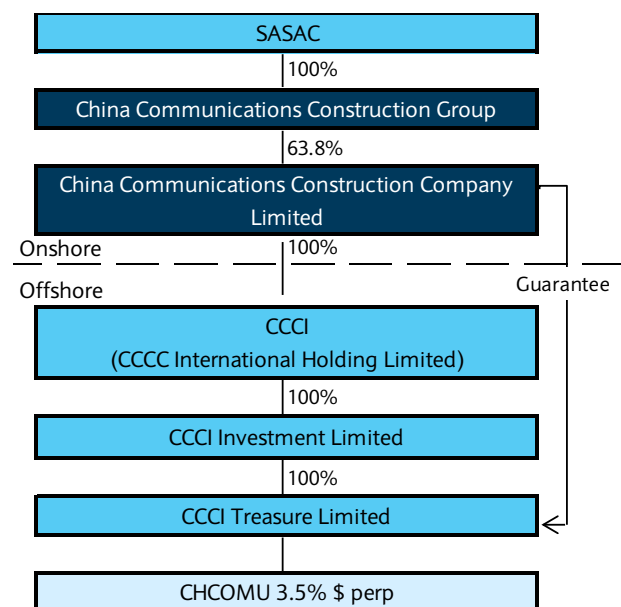 SASAC
100%
China Communications Construction Group
63.8%
China Communications Construction Company
Limited
Onshore
100%
Offshore
Guarantee
CCCI
(CCCC International Holding Limited)
100%
CCCI Investment Limited
100%
CCCI Treasure Limited
CHCOMU 3.5% $ perp